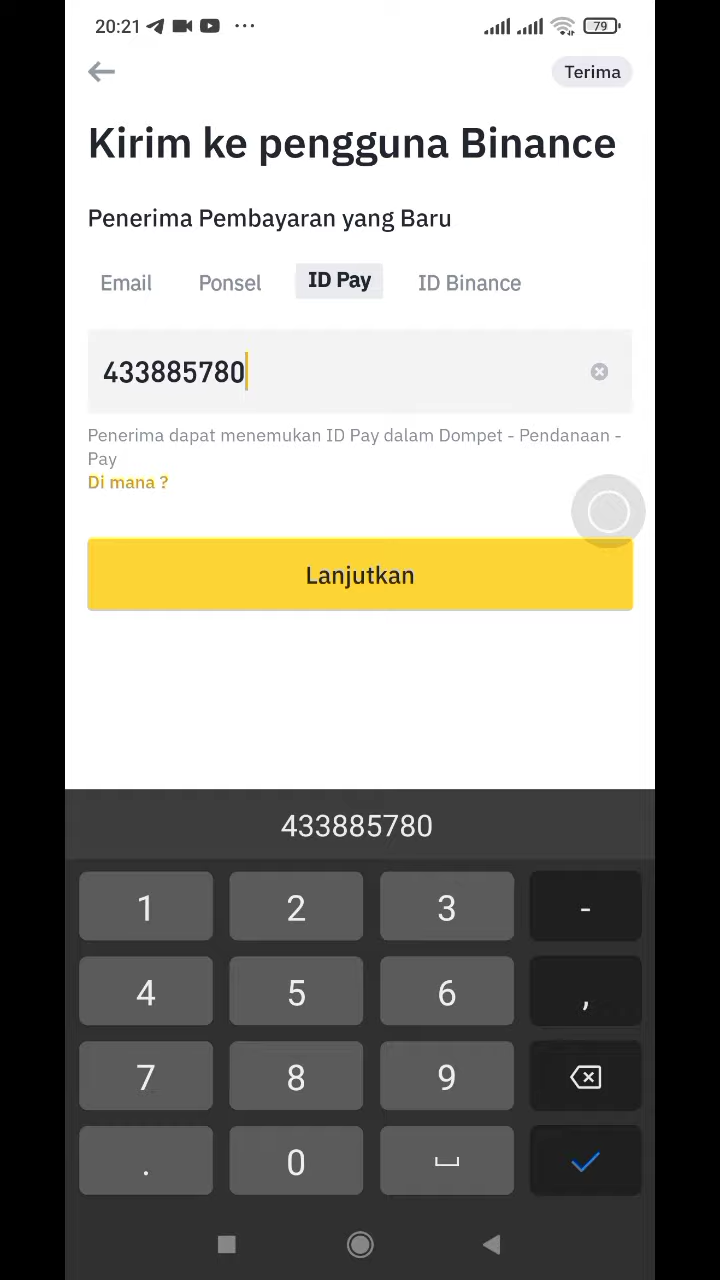 20:21 79
Terima
Kirim ke pengguna Binance
Penerima Pembayaran yang Baru
Email Ponsel ID Pay ID Binance
433885780
Penerima dapat menemukan ID Pay dalam Dompet - Pendanaan -
Pay
Di mana ?
Lanjutkan
433885780
1 2 3 -
4 5 6 ,
7 8 9
. 0